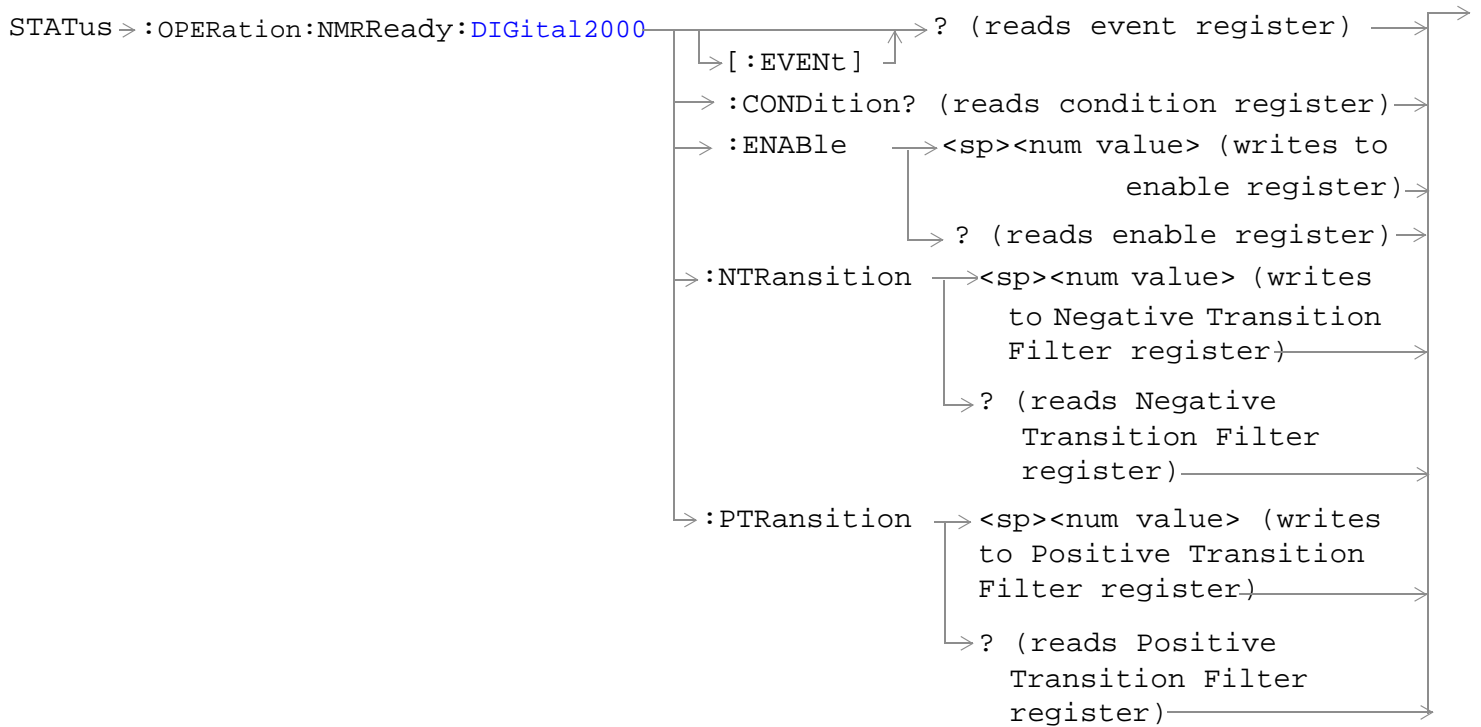 STATus :OPERation:NMRReady:DIGital2000 ? (reads event register)
[:EVENt]
:CONDition? (reads condition register)
:ENABle <sp><num value> (writes to
enable register)
? (reads enable register)
:NTRansition <sp><num value> (writes
to Negative Transition
Filter register)
? (reads Negative
Transition Filter
register)
:PTRansition <sp><num value> (writes
to Positive Transition
Filter register)
? (reads Positive
Transition Filter
register)